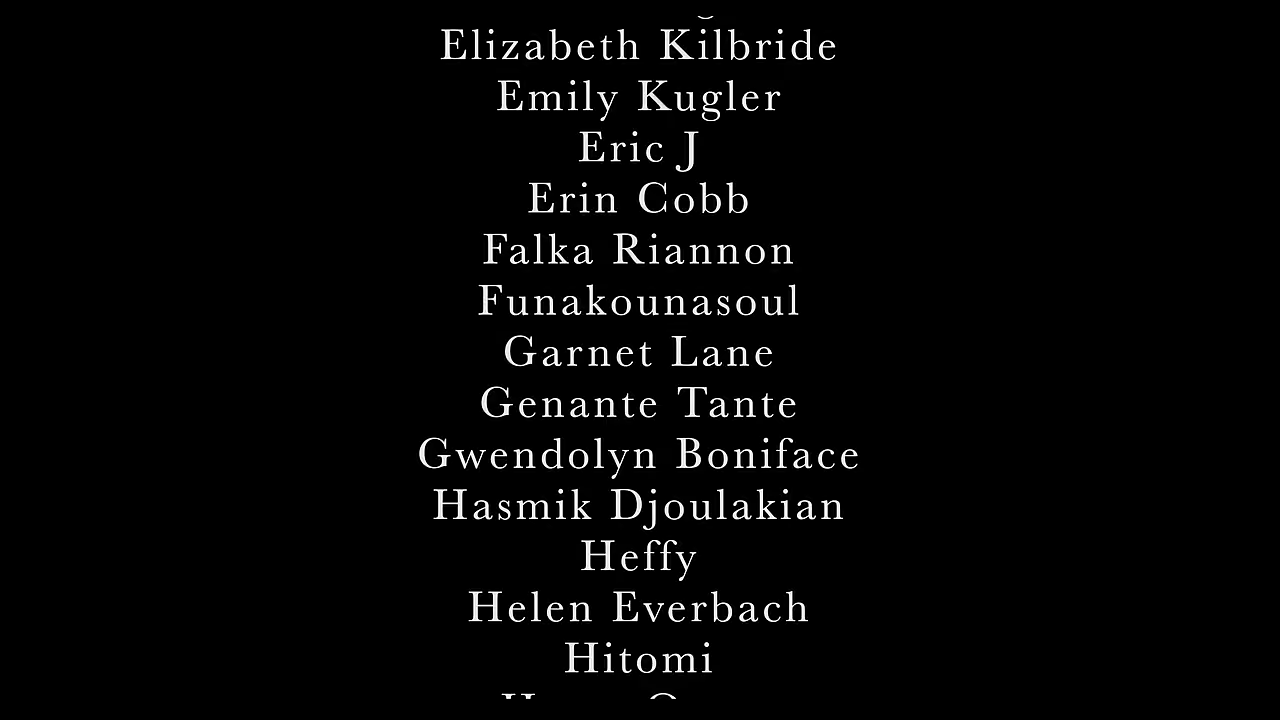 Elizabeth Kilbride
Emily Kugler
Eric J
Erin Cobb
Falka Riannon
Funakounasoul
Garnet Lane
Genante Tante
Gwendolyn Boniface
Hasmik Djoulakian
Heffy
Helen Everbach
Hitomi